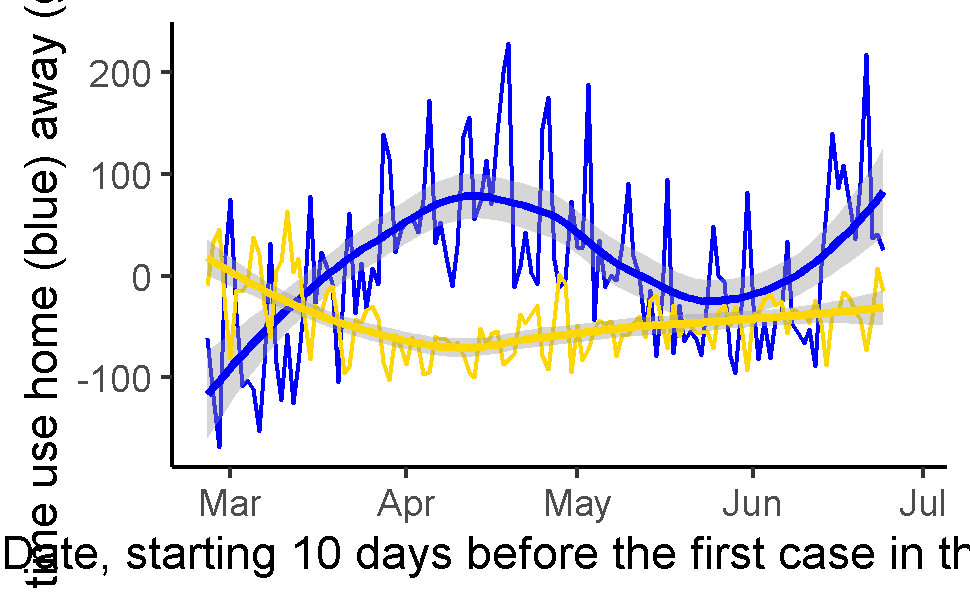 time use home (blue) away (
200
100
0
-100
Mar Apr May Jun Jul
Date, starting 10 days before the first case in th